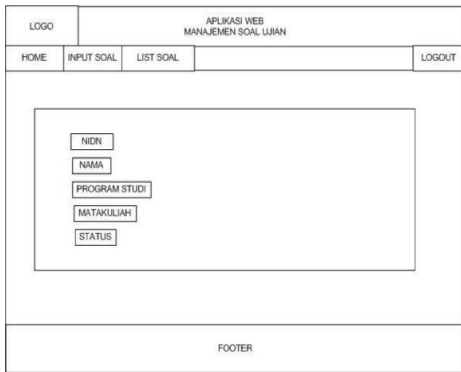 LOGO
APLIKASI WEB
MANAJEMEN SOAL UJIAN
HOME
INPUT SOAL
LIST SOAL
LOGOUT
NIDN
NAMA
PROGRAM STUDI
MATAKULIAH
STATUS
FOOTER